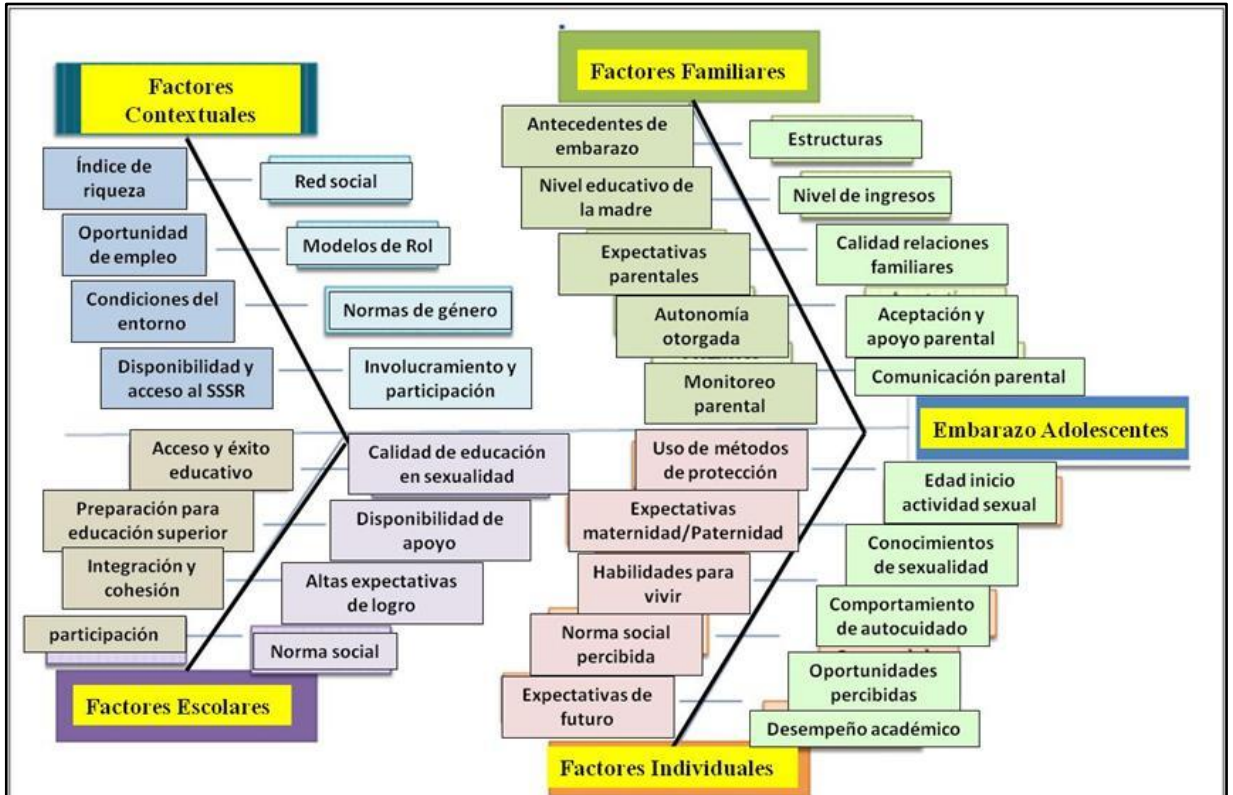 Factores
Contextuales
Índice de
riqueza
Red social
Oportunidad
de empleo
Modelos de Rol
Condiciones del
entorno
Normas de género
Disponibilidad y
acceso al SSSR
Involucramiento y
participación
Factores Familiares
Antecedentes de
embarazo
Estructuras
Nivel educativo de
la madre
Nivel de ingresos
Expectativas
parentales
Calidad relaciones
familiares
Autonomía
otorgada
Aceptación y
apoyo parental
Monitoreo
parental
Comunicación parental
Embarazo Adolescentes
Acceso y éxito
educativo
Calidad de educación
en sexualidad
Preparación para
educación superior
Disponibilidad de
apoyo
Integración y
cohesión
Altas expectativas
de logro
participación
Norma social
Factores Escolares
Uso de métodos
de protección
Edad inicio
actividad sexual
Expectativas
maternidad/Paternidad
Conocimientos
de sexualidad
Habilidades para
vivir
Comportamiento
de autocuidado
Norma social
percibida
Oportunidades
percibidas
Expectativas de
futuro
Desempeño académico
Factores Individuales